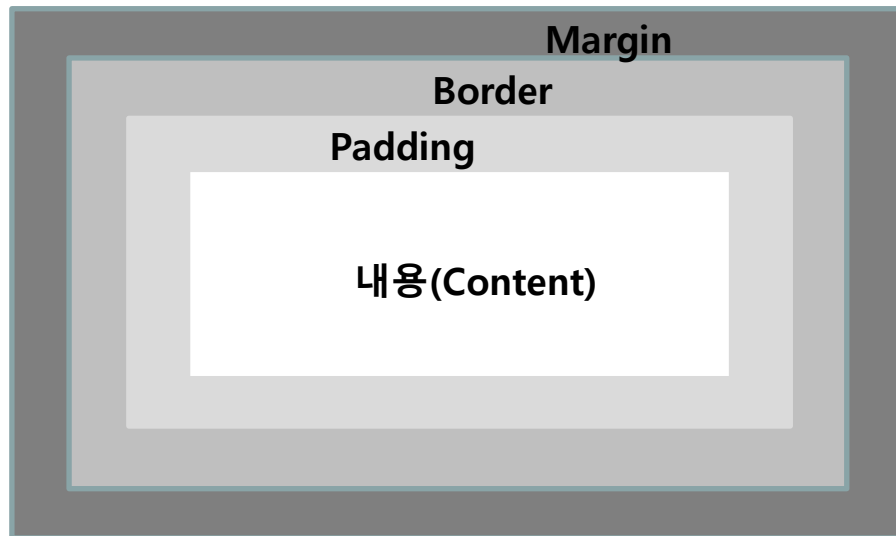 Margin
Border
Padding
내용(Content)